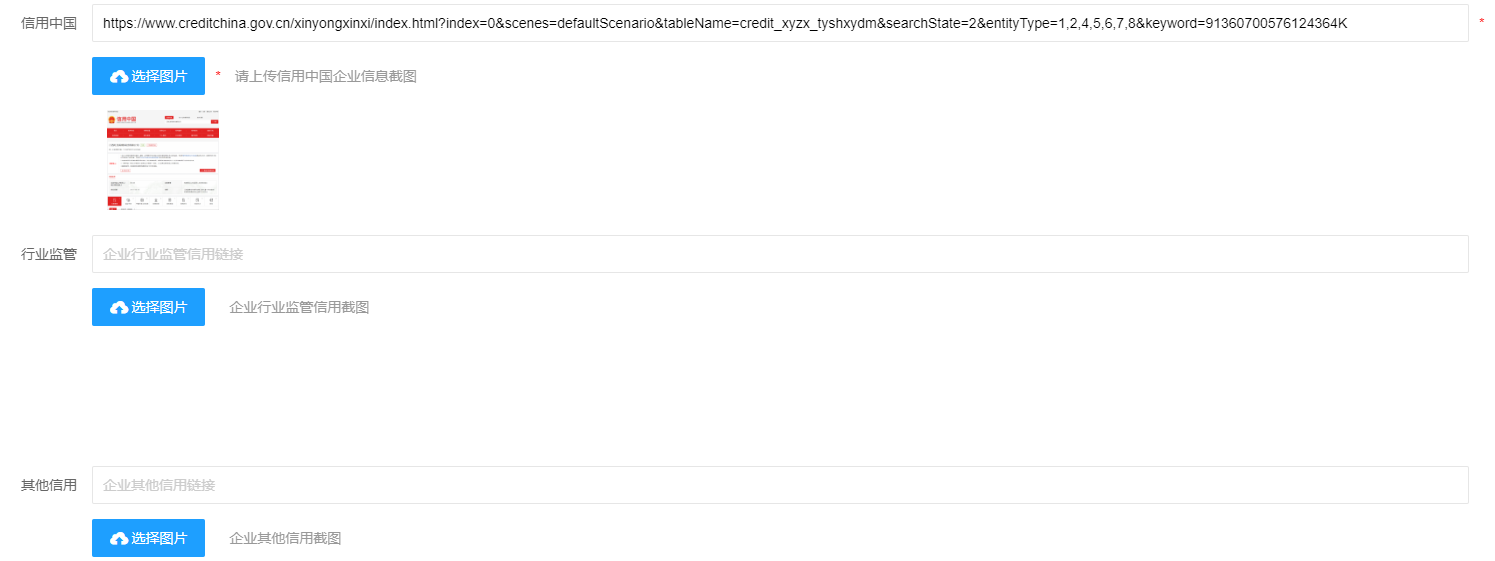 信用中国 https://www.creditchina.gov.cn/xinyongxinxi/index.html?index=0&scenes=defaultScenario&tableName=credit_xyzx_tyshxydm&searchState=2&entityType=1,2,4,5,6,7,8&keyword=91360700576124364K *
选择图片 * 请上传信用中国企业信息截图
信用中国
行业监管 企业行业监管信用链接
选择图片 企业行业监管信用截图
其他信用 企业其他信用链接
选择图片 企业其他信用截图